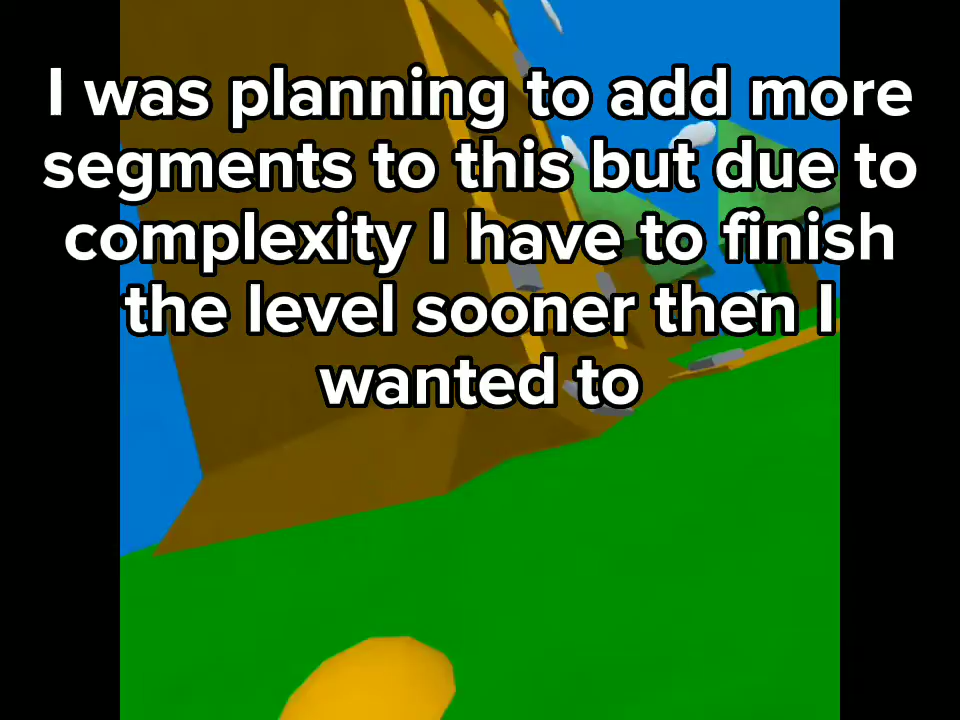 I was planning to add more
segments to this but due to
complexity I have to finish
the level sooner then I
wanted to